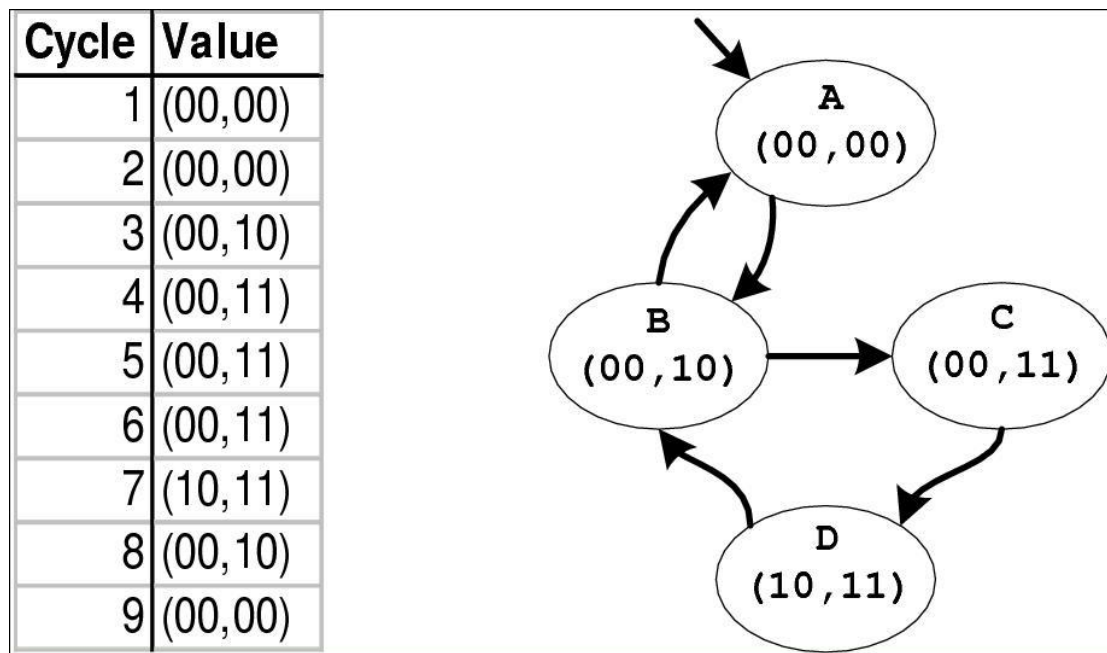 Cycle Value
1 (00,00)
2 (00,00)
3 (00,10)
4 (00,11)
5 (00,11)
6 (00,11)
7 (10,11)
8 (00,10)
9 (00,00)
A
(00,00)
B
(00,10)
C
(00,11)
D
(10,11)